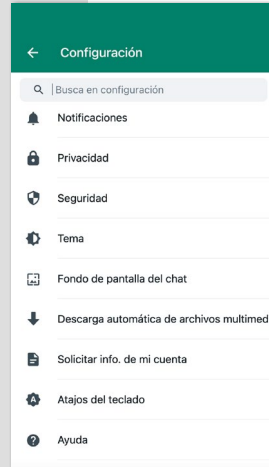 Configuración
Busca en configuración
Notificaciones
Privacidad
Seguridad
Tema
Fondo de pantalla del chat
Descarga automática de archivos multimed
Solicitar info. de mi cuenta
Atajos del teclado
Ayuda